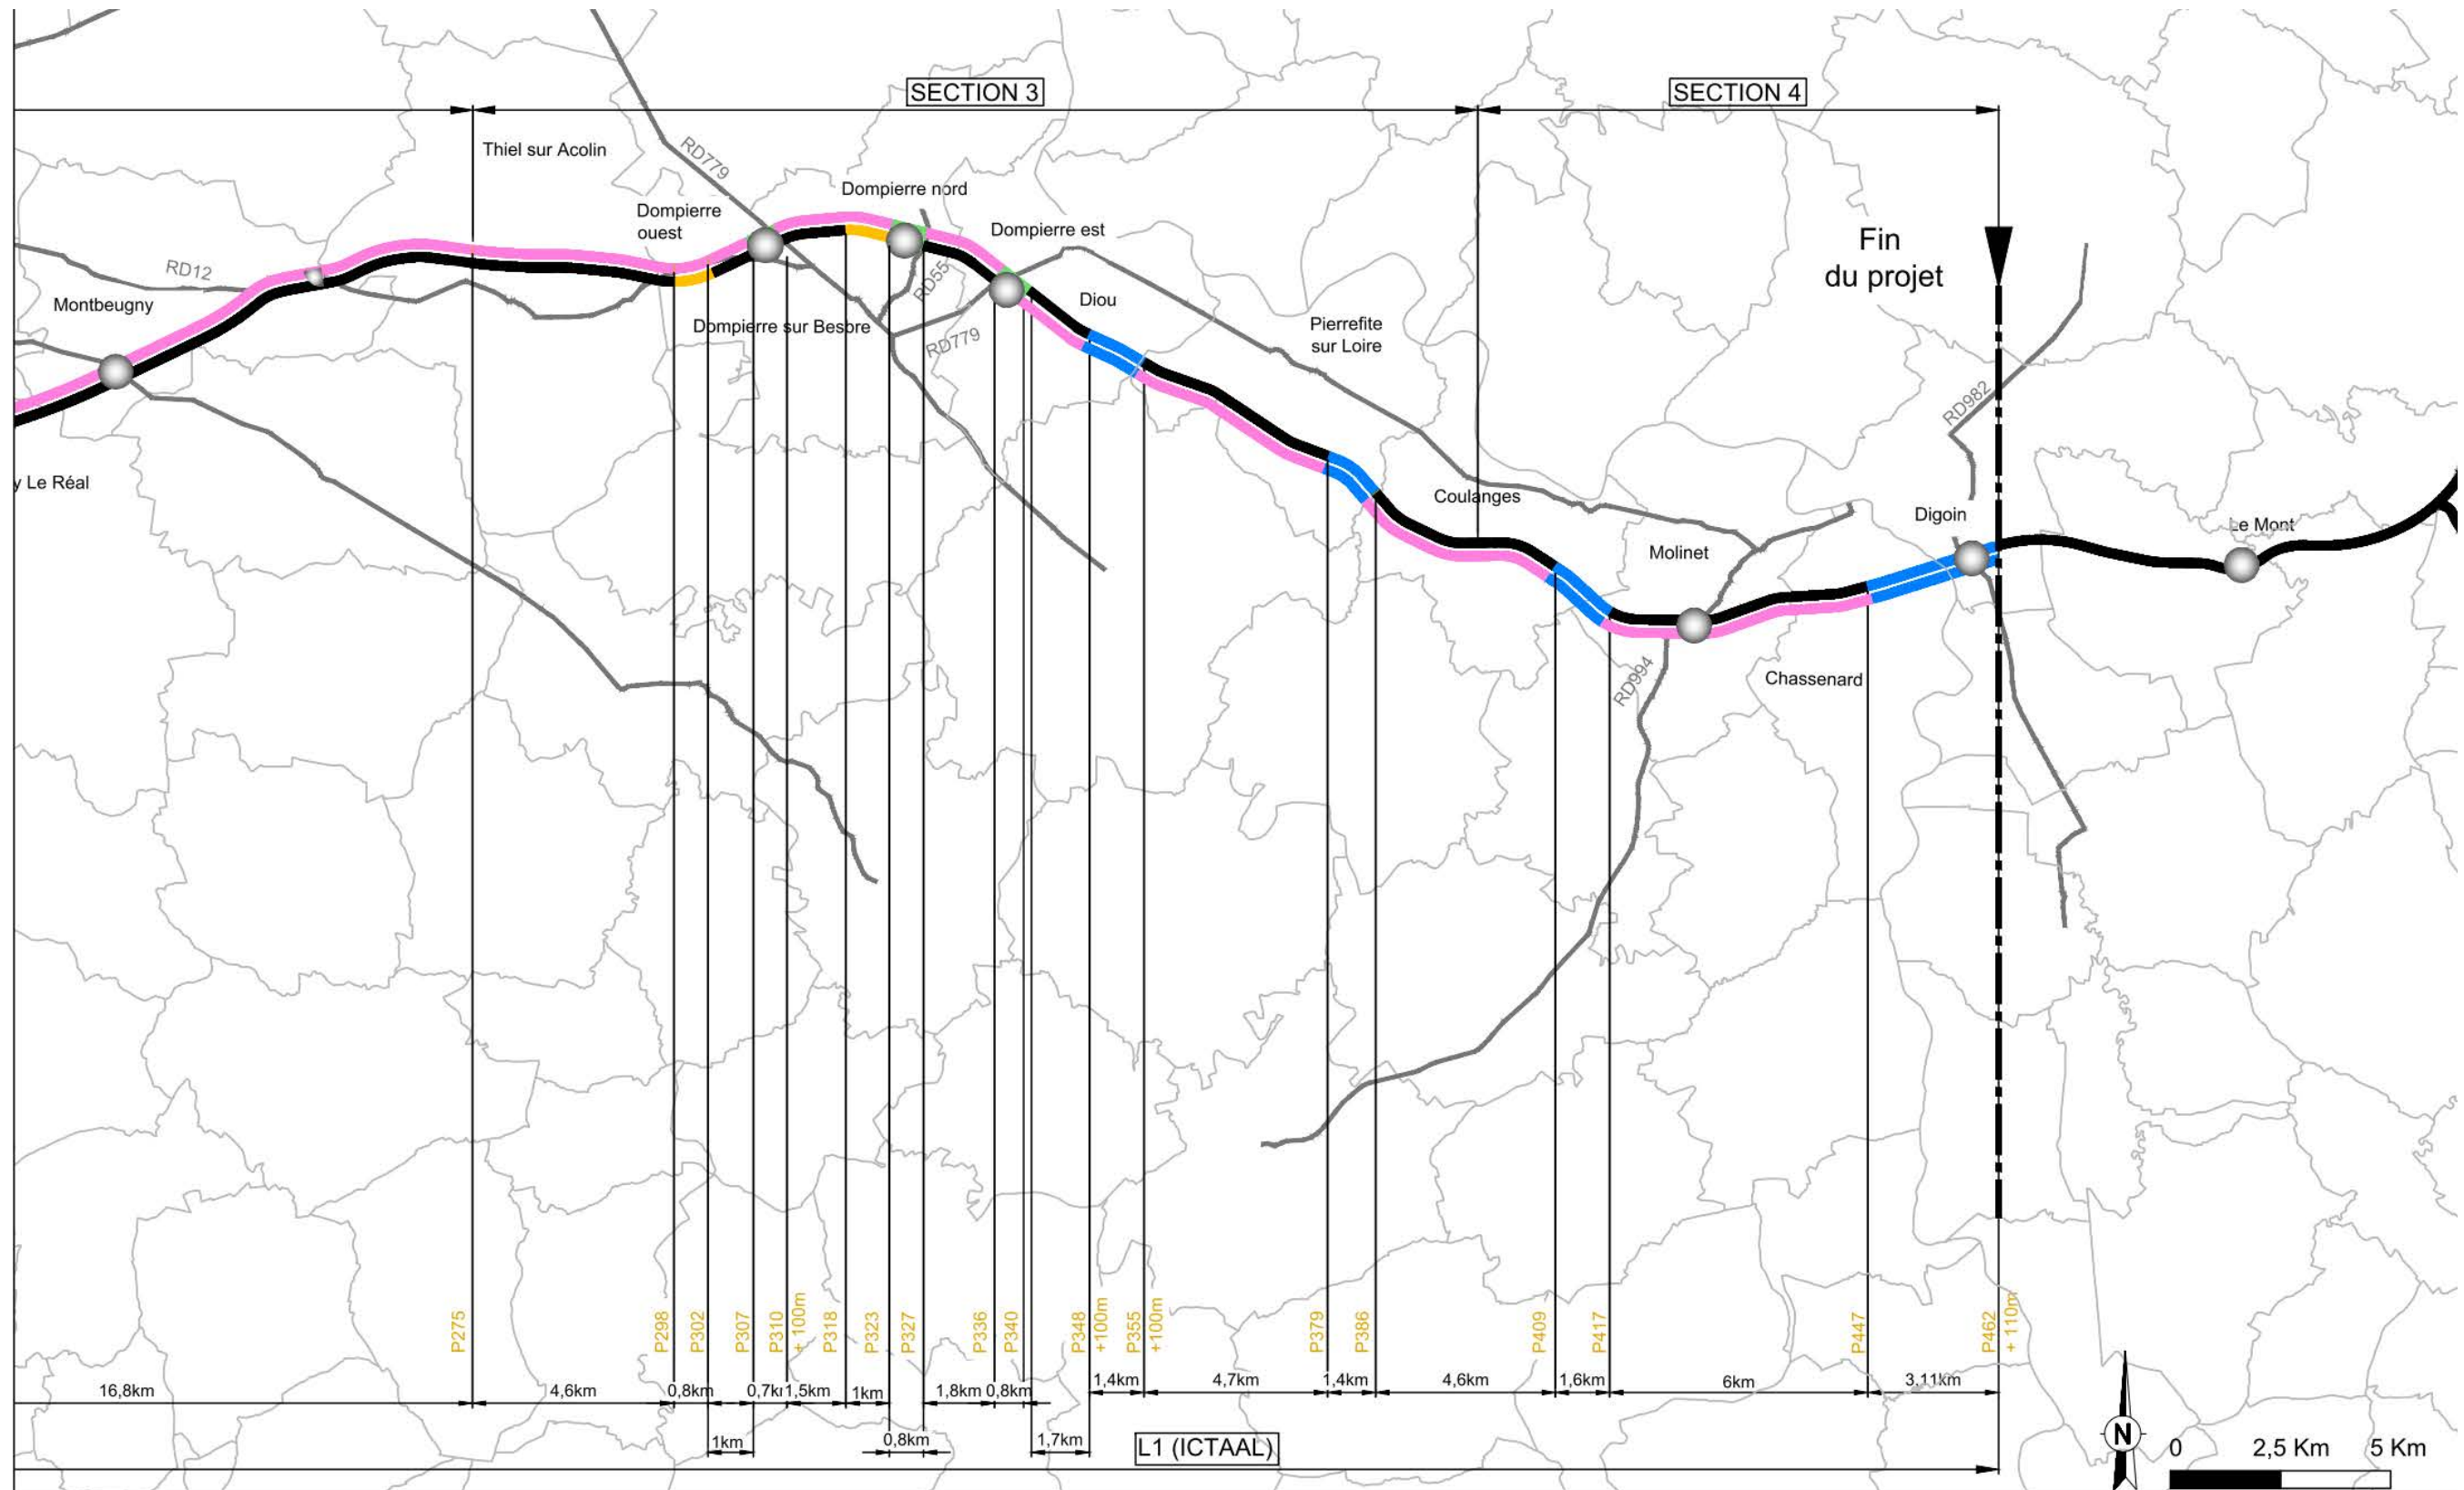 SECTION 3
SECTION 4
Thiel sur Acolin
RD779
Dompierre nord
Dompierre
ouest
Dompierre est
Fin
du projet
RD12
RD55
Montbeugny
Diou
Dompierre sur Besbre
RD779
Pierrefite
sur Loire
RD982
y Le Réal
Coulanges
Digoin
Le Mont
Molinet
RD994
Chassenard
P275
P298
P302
P307
P310
+ 100m
P318
P323
P327
P336
P340
P348
+100m
P355
+100m
P379
P386
P409
P417
P447
P462
+ 110m
1,4km
4,7km
1,4km
4,6km
1,6km
6km
3,11km
16,8km
4,6km
0,8km
0,7k
1,5km
1km
1,8km
0,8km
1km
0,8km
1,7km
L1 (ICTAAL)
N
0
2,5 Km
5 Km